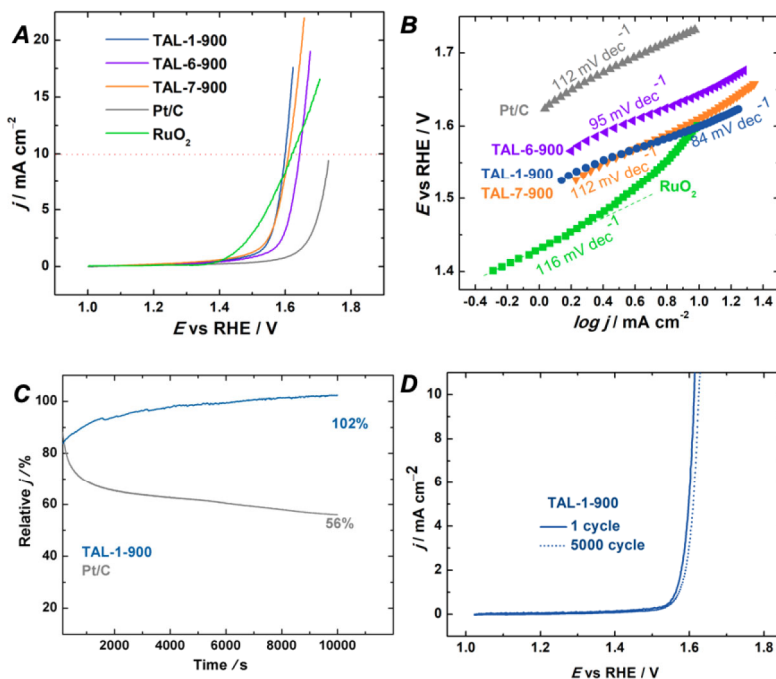 A
TAL-1-900
TAL-6-900
TAL-7-900
Pt/C
RuO₂
20
15
10
5
0
j / mA cm⁻²
1.0 1.2 1.4 1.6 1.8
E vs RHE / V
B
112 mV dec⁻¹
Pt/C
95 mV dec⁻¹
TAL-6-900
TAL-1-900
84 mV dec⁻¹
TAL-7-900
112 mV dec⁻¹
RuO₂
116 mV dec⁻¹
1.7
1.6
1.5
1.4
E vs RHE / V
-0.4 -0.2 0.0 0.2 0.4 0.6 0.8 1.0 1.2 1.4
log j / mA cm⁻²
C
102%
56%
TAL-1-900
Pt/C
100
80
60
40
20
Relative j /%
2000 4000 6000 8000 10000
Time /s
D
TAL-1-900
1 cycle
5000 cycle
10
8
6
4
2
0
j / mA cm−²
1.0 1.2 1.4 1.6 1.8
E vs RHE / V